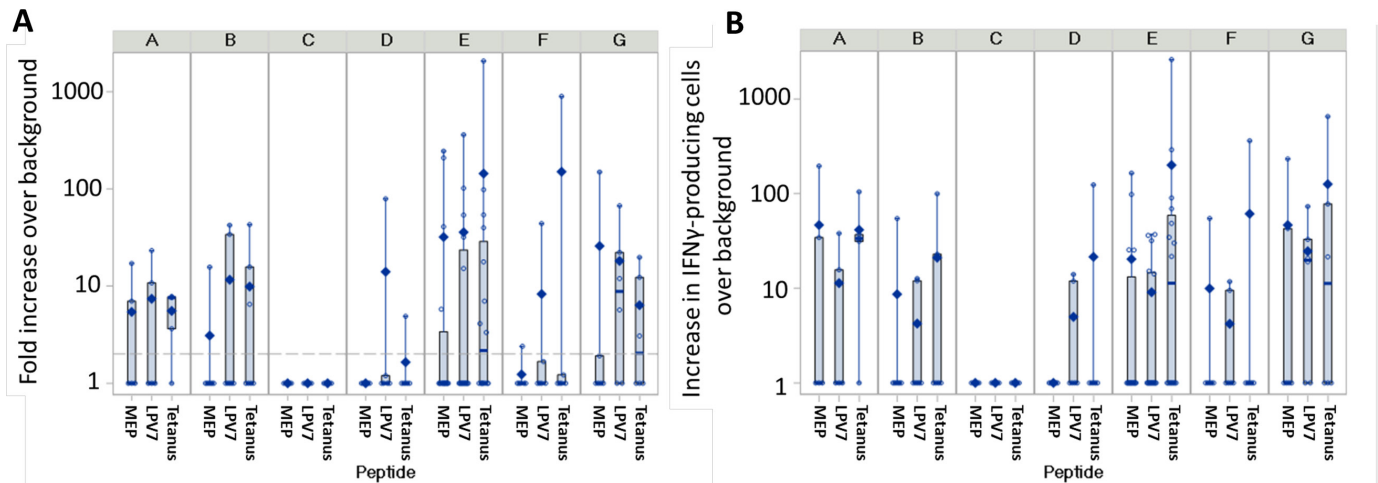 A
A B C D E F G
Fold increase over background
1000
100
10
1
MEP LPV7 Tetanus MEP LPV7 Tetanus MEP LPV7 Tetanus MEP LPV7 Tetanus MEP LPV7 Tetanus MEP LPV7 Tetanus MEP LPV7 Tetanus
Peptide
B
A B C D E F G
Increase in IFNγ-producing cells
over background
1000
100
10
1
MEP LPV7 Tetanus MEP LPV7 Tetanus MEP LPV7 Tetanus MEP LPV7 Tetanus MEP LPV7 Tetanus MEP LPV7 Tetanus MEP LPV7 Tetanus
Peptide